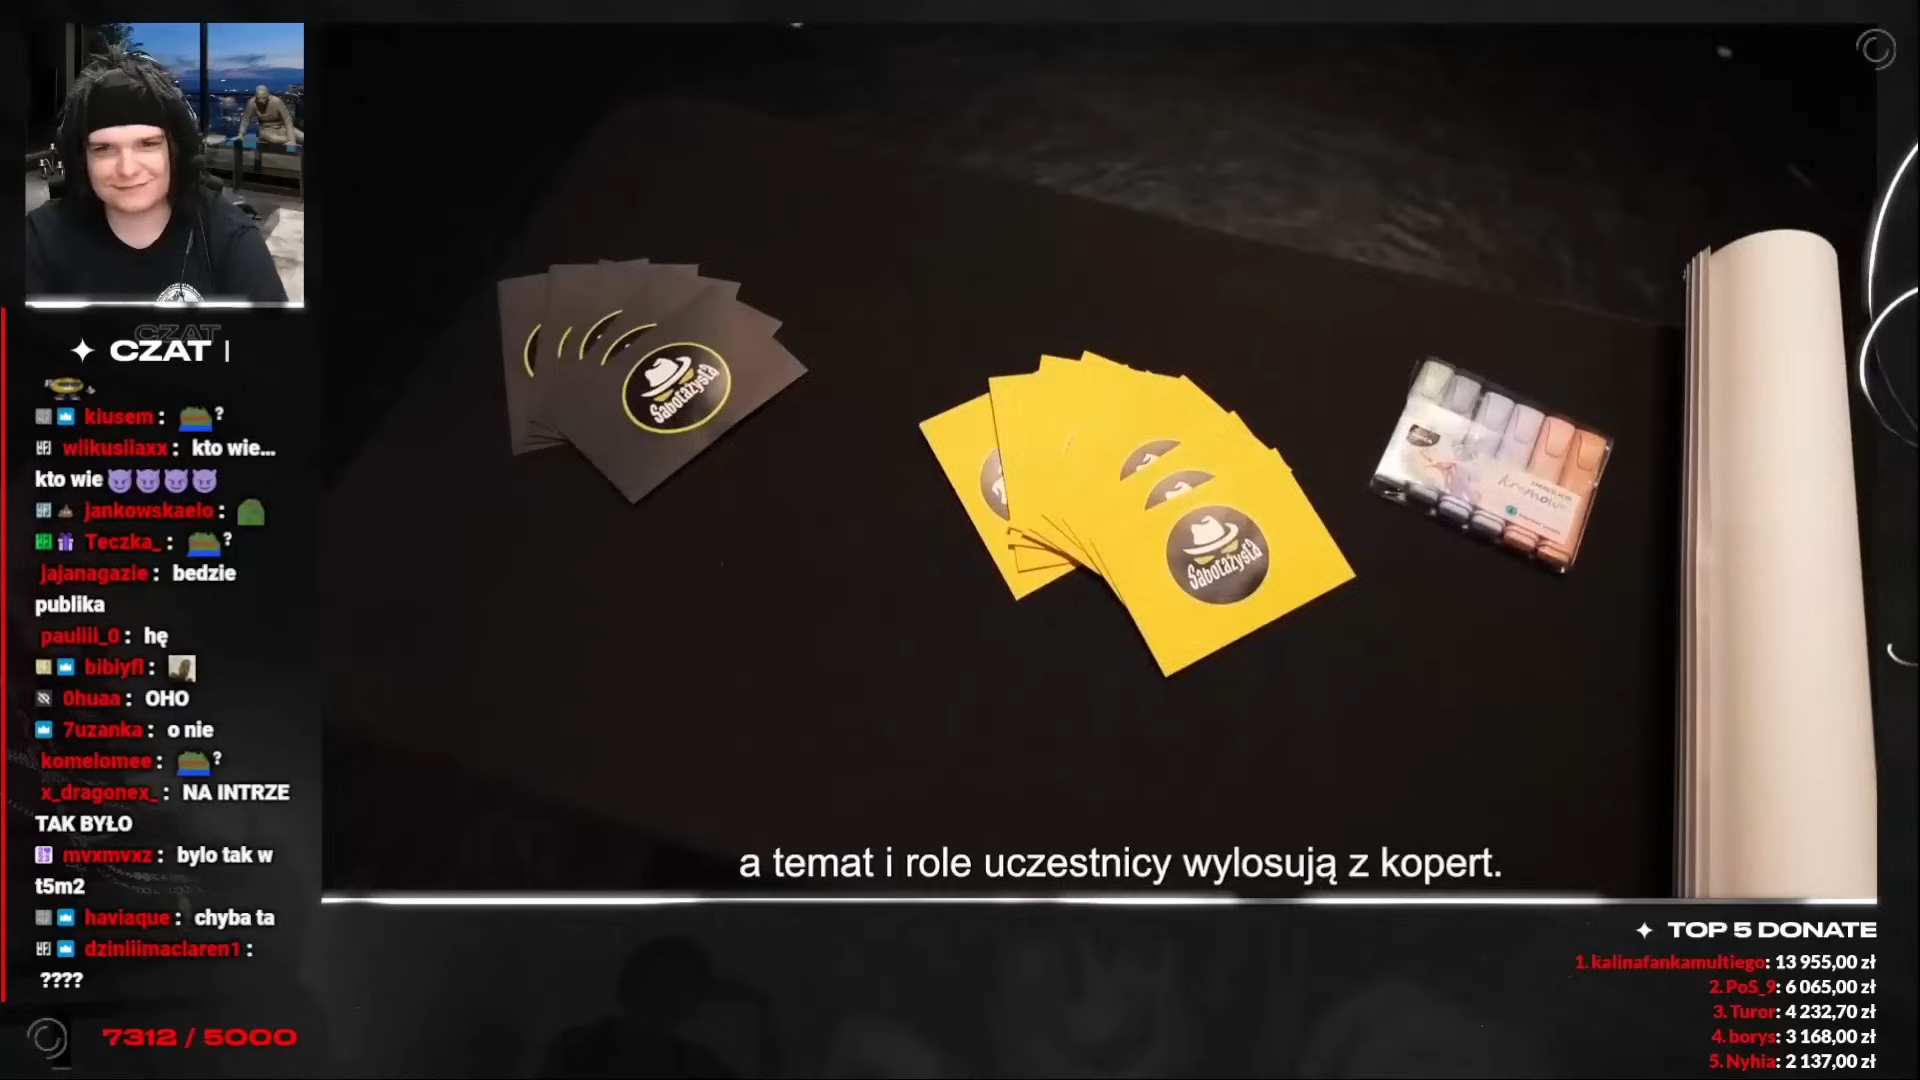 CZAT
klusem : ?
wiikusiiaxx : kto wie...
kto wie
jankowskaelo :
Teczka_ : ?
jajanagazie : bedzie
publika
pauliii_0 : hę
biblyfl :
0huaa : OHO
7uzanka : o nie
komelomee : ?
x_dragonex_ : NA INTRZE
TAK BYŁO
mvxmvxz : bylo tak w
t5m2
haviaque : chyba ta
dziniiimaclaren1 :
????
7312 / 5000
Sabotażysta
Sabotażysta
a temat i role uczestnicy wylosują z kopert.
TOP 5 DONATE
1. kalinafankamultiego: 13 955,00 zł
2. PoS_9: 6 065,00 zł
3. Turor: 4 232,70 zł
4. borys: 3 168,00 zł
5. Nyhia: 2 137,00 zł